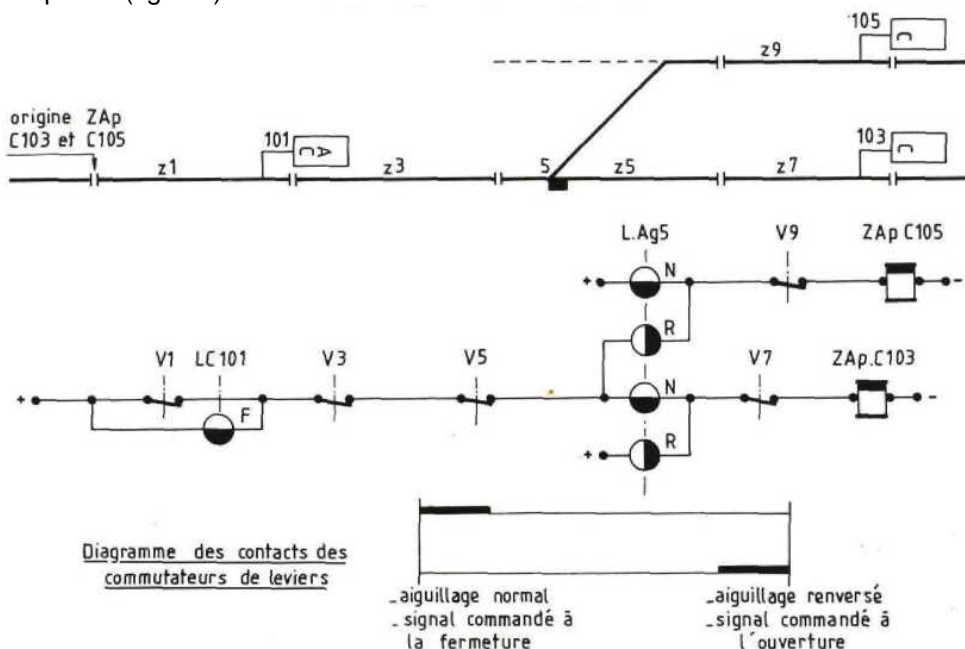 105
C
z9
origine ZAp
C103 et C105
101
A
C
103
C
z1
z3
5
z5
z7
L.Ag5
V9
ZAp C105
+
N
-
R
V1
LC101
V3
V5
V7
ZAp.C103
+
F
N
-
+
R
Diagramme des contacts des
commutateurs de leviers
_aiguillage normal
_aiguillage renversé
_ signal commandé à
_signal commandé à
la fermeture
l'ouverture